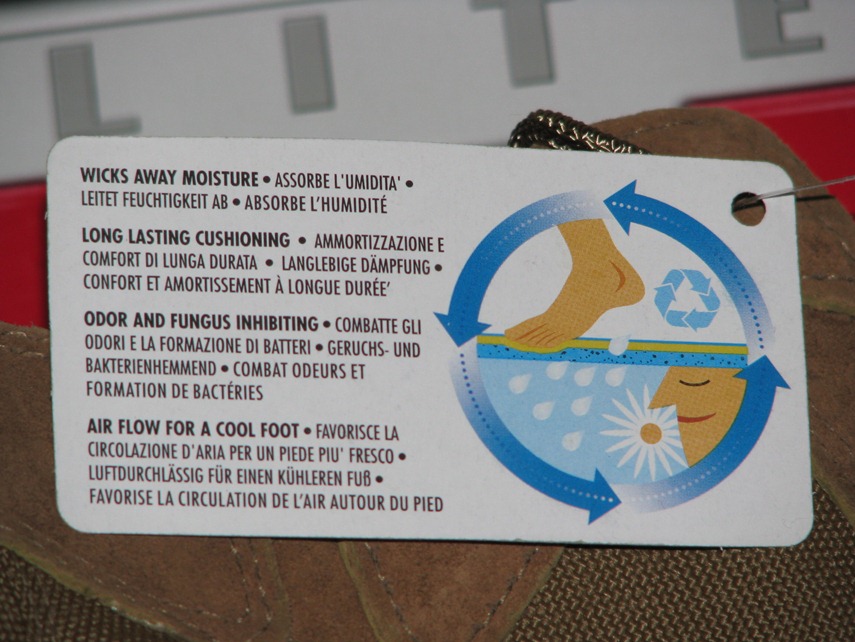 LITE
WICKS AWAY MOISTURE • ASSORBE L'UMIDITA' •
LEITET FEUCHTIGKEIT AB • ABSORBE L'HUMIDITÉ
LONG LASTING CUSHIONING • AMMORTIZZAZIONE E
COMFORT DI LUNGA DURATA • LANGLEBIGE DÄMPFUNG •
CONFORT ET AMORTISSEMENT À LONGUE DURÉE'
ODOR AND FUNGUS INHIBITING • COMBATTE GLI
ODORI E LA FORMAZIONE DI BATTERI • GERUCHS- UND
BAKTERIENHEMMEND • COMBAT ODEURS ET
FORMATION DE BACTÉRIES
AIR FLOW FOR A COOL FOOT • FAVORISCE LA
CIRCOLAZIONE D'ARIA PER UN PIEDE PIU' FRESCO •
LUFTDURCHLÄSSIG FÜR EINEN KÜHLEREN FUß •
FAVORISE LA CIRCULATION DE L'AIR AUTOUR DU PIED